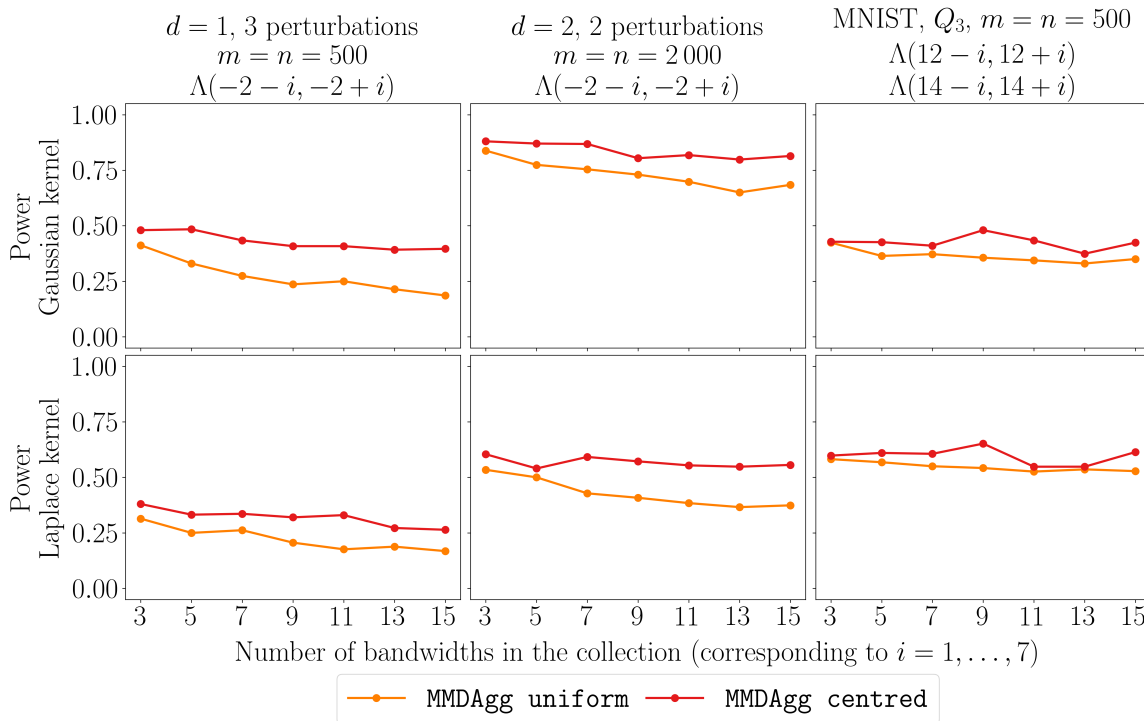 d = 1, 3 perturbations
m = n = 500
Λ(−2 − i, −2 + i)
d = 2, 2 perturbations
m = n = 2 000
Λ(−2 − i, −2 + i)
MNIST, Q₃, m = n = 500
Λ(12 − i, 12 + i)
Λ(14 − i, 14 + i)
Power
Gaussian kernel
1.00
0.75
0.50
0.25
0.00
Power
Laplace kernel
1.00
0.75
0.50
0.25
0.00
3 5 7 9 11 13 15
3 5 7 9 11 13 15
3 5 7 9 11 13 15
Number of bandwidths in the collection (corresponding to i = 1, . . . , 7)
MMDAgg uniform
MMDAgg centred